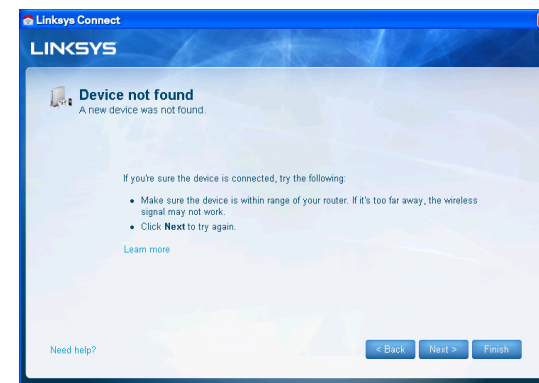 Linksys Connect
LINKSYS
Device not found
A new device was not found.
If you're sure the device is connected, try the following:
• Make sure the device is within range of your router. If it's too far away, the wireless
signal may not work.
• Click Next to try again.
Learn more
Need help?
< Back
Next >
Finish